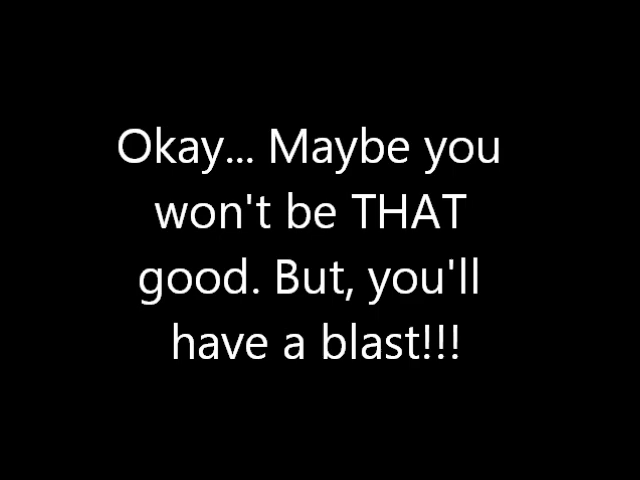 Okay... Maybe you
won't be THAT
good. But, you'll
have a blast!!!